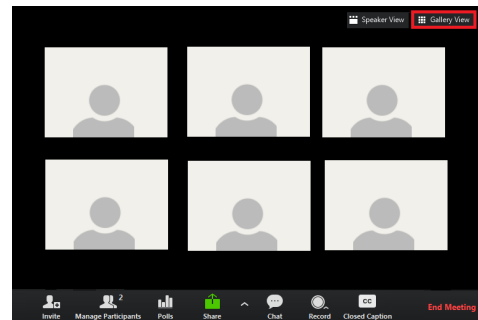 Speaker View Gallery View
2
Invite Manage Participants Polls Share Chat Record CC Closed Caption End Meeting